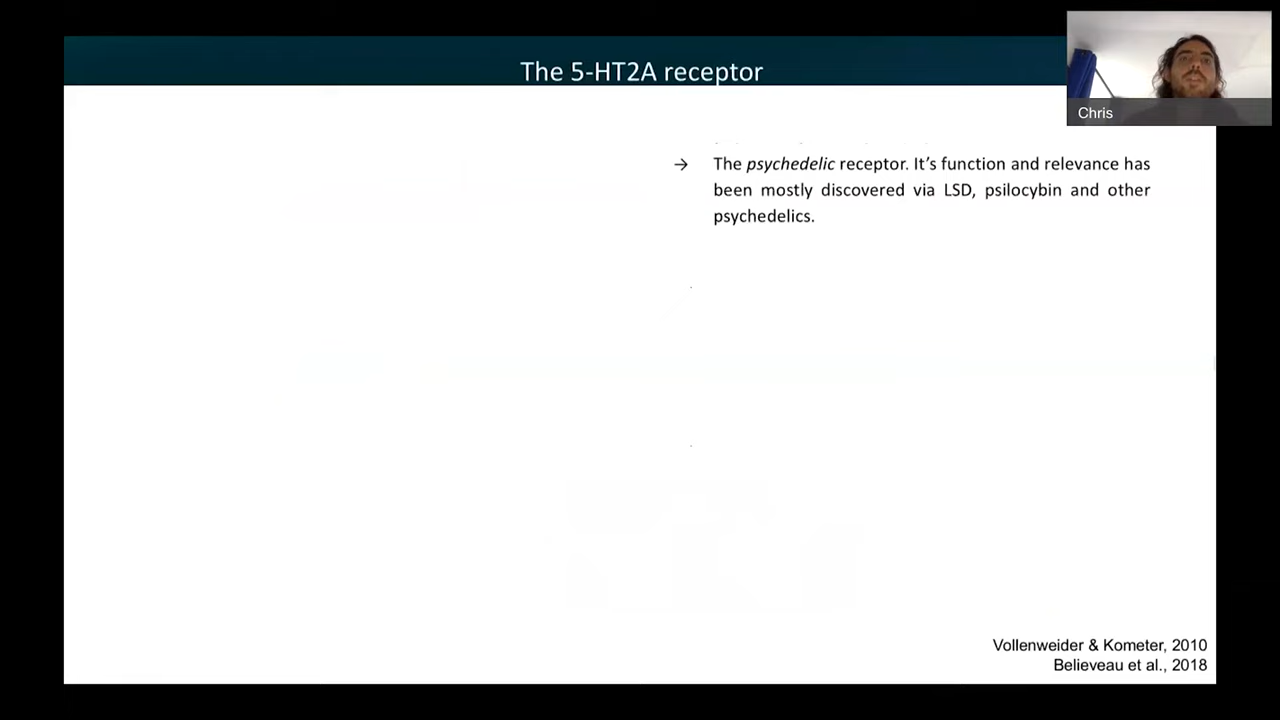 The 5-HT2A receptor
Chris
→ The psychedelic receptor. It's function and relevance has
been mostly discovered via LSD, psilocybin and other
psychedelics.
Vollenweider & Kometer, 2010
Believeau et al., 2018